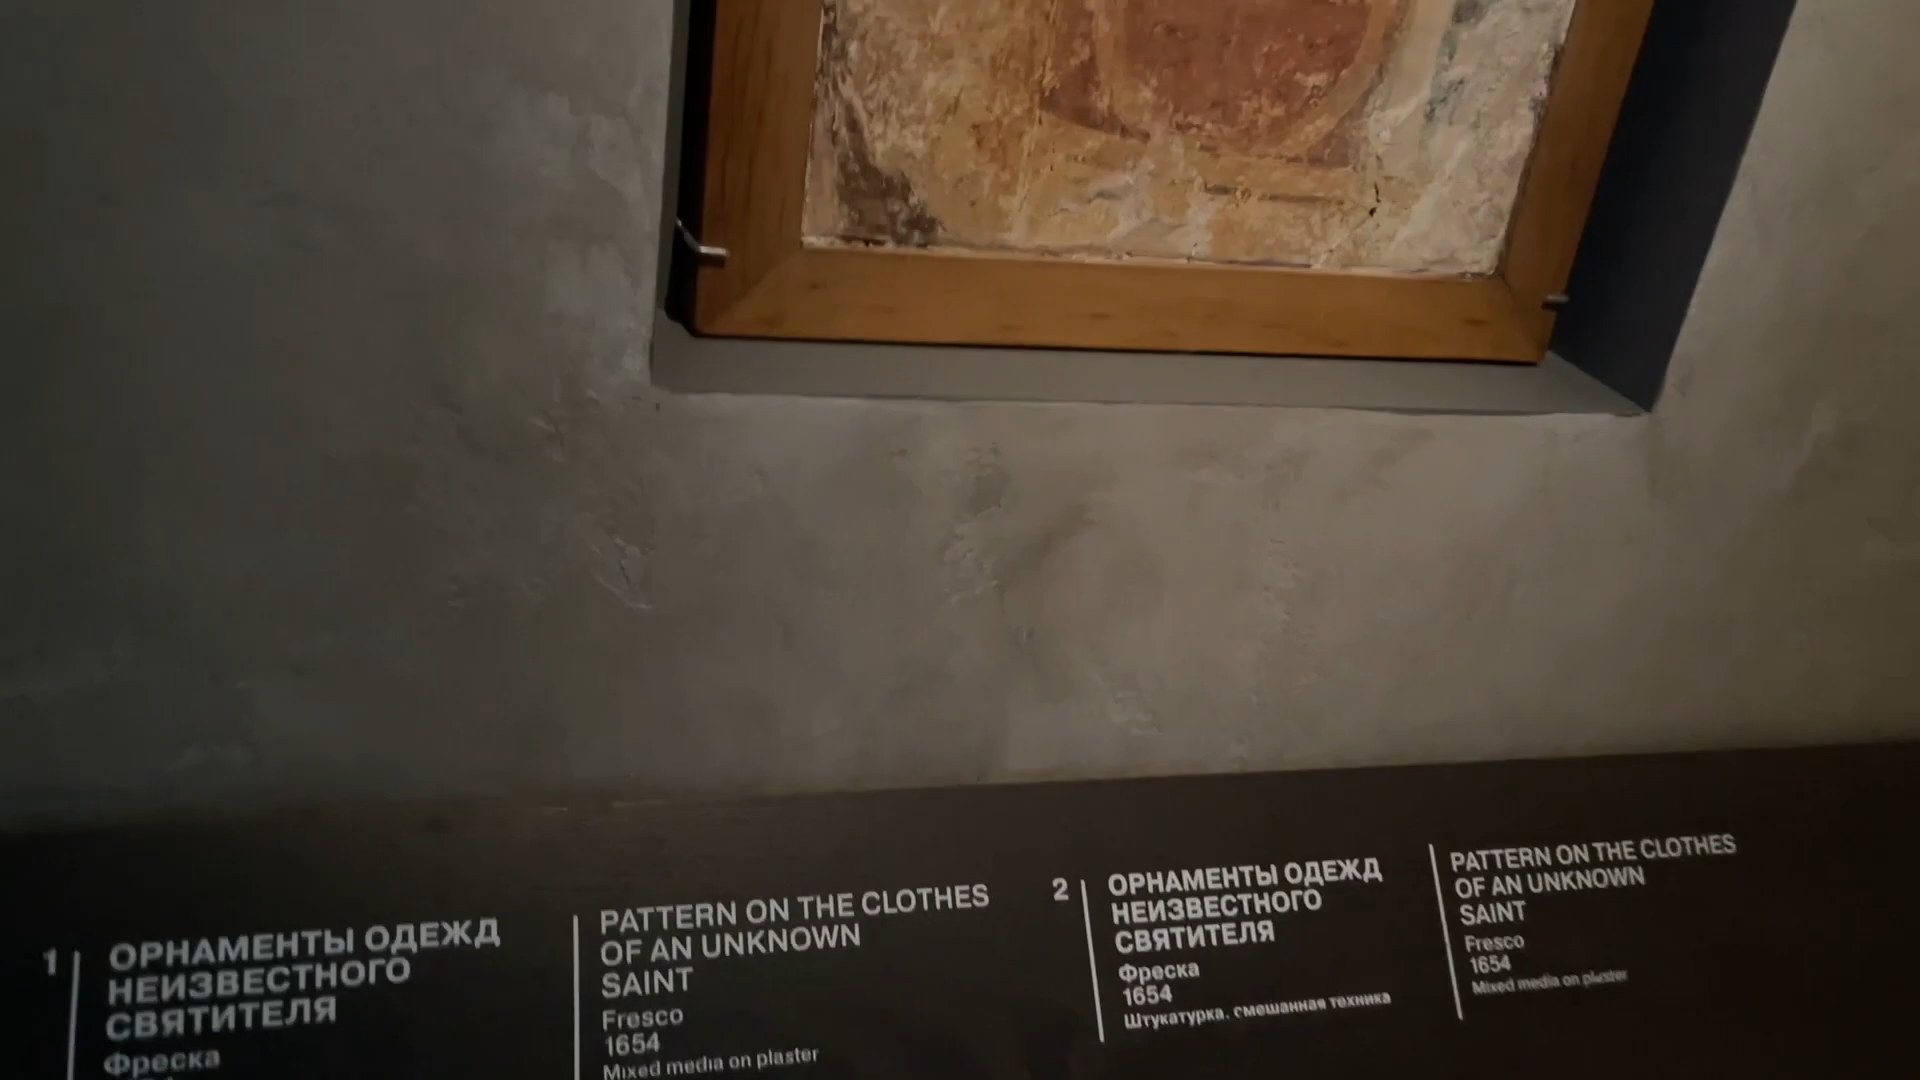 1
ОРНАМЕНТЫ ОДЕЖД
НЕИЗВЕСТНОГО
СВЯТИТЕЛЯ
Фреска
PATTERN ON THE CLOTHES
OF AN UNKNOWN
SAINT
Fresco
1654
Mixed media on plaster
2
ОРНАМЕНТЫ ОДЕЖД
НЕИЗВЕСТНОГО
СВЯТИТЕЛЯ
Фреска
1654
Штукатурка, смешанная техника
PATTERN ON THE CLOTHES
OF AN UNKNOWN
SAINT
Fresco
1654
Mixed media on plaster